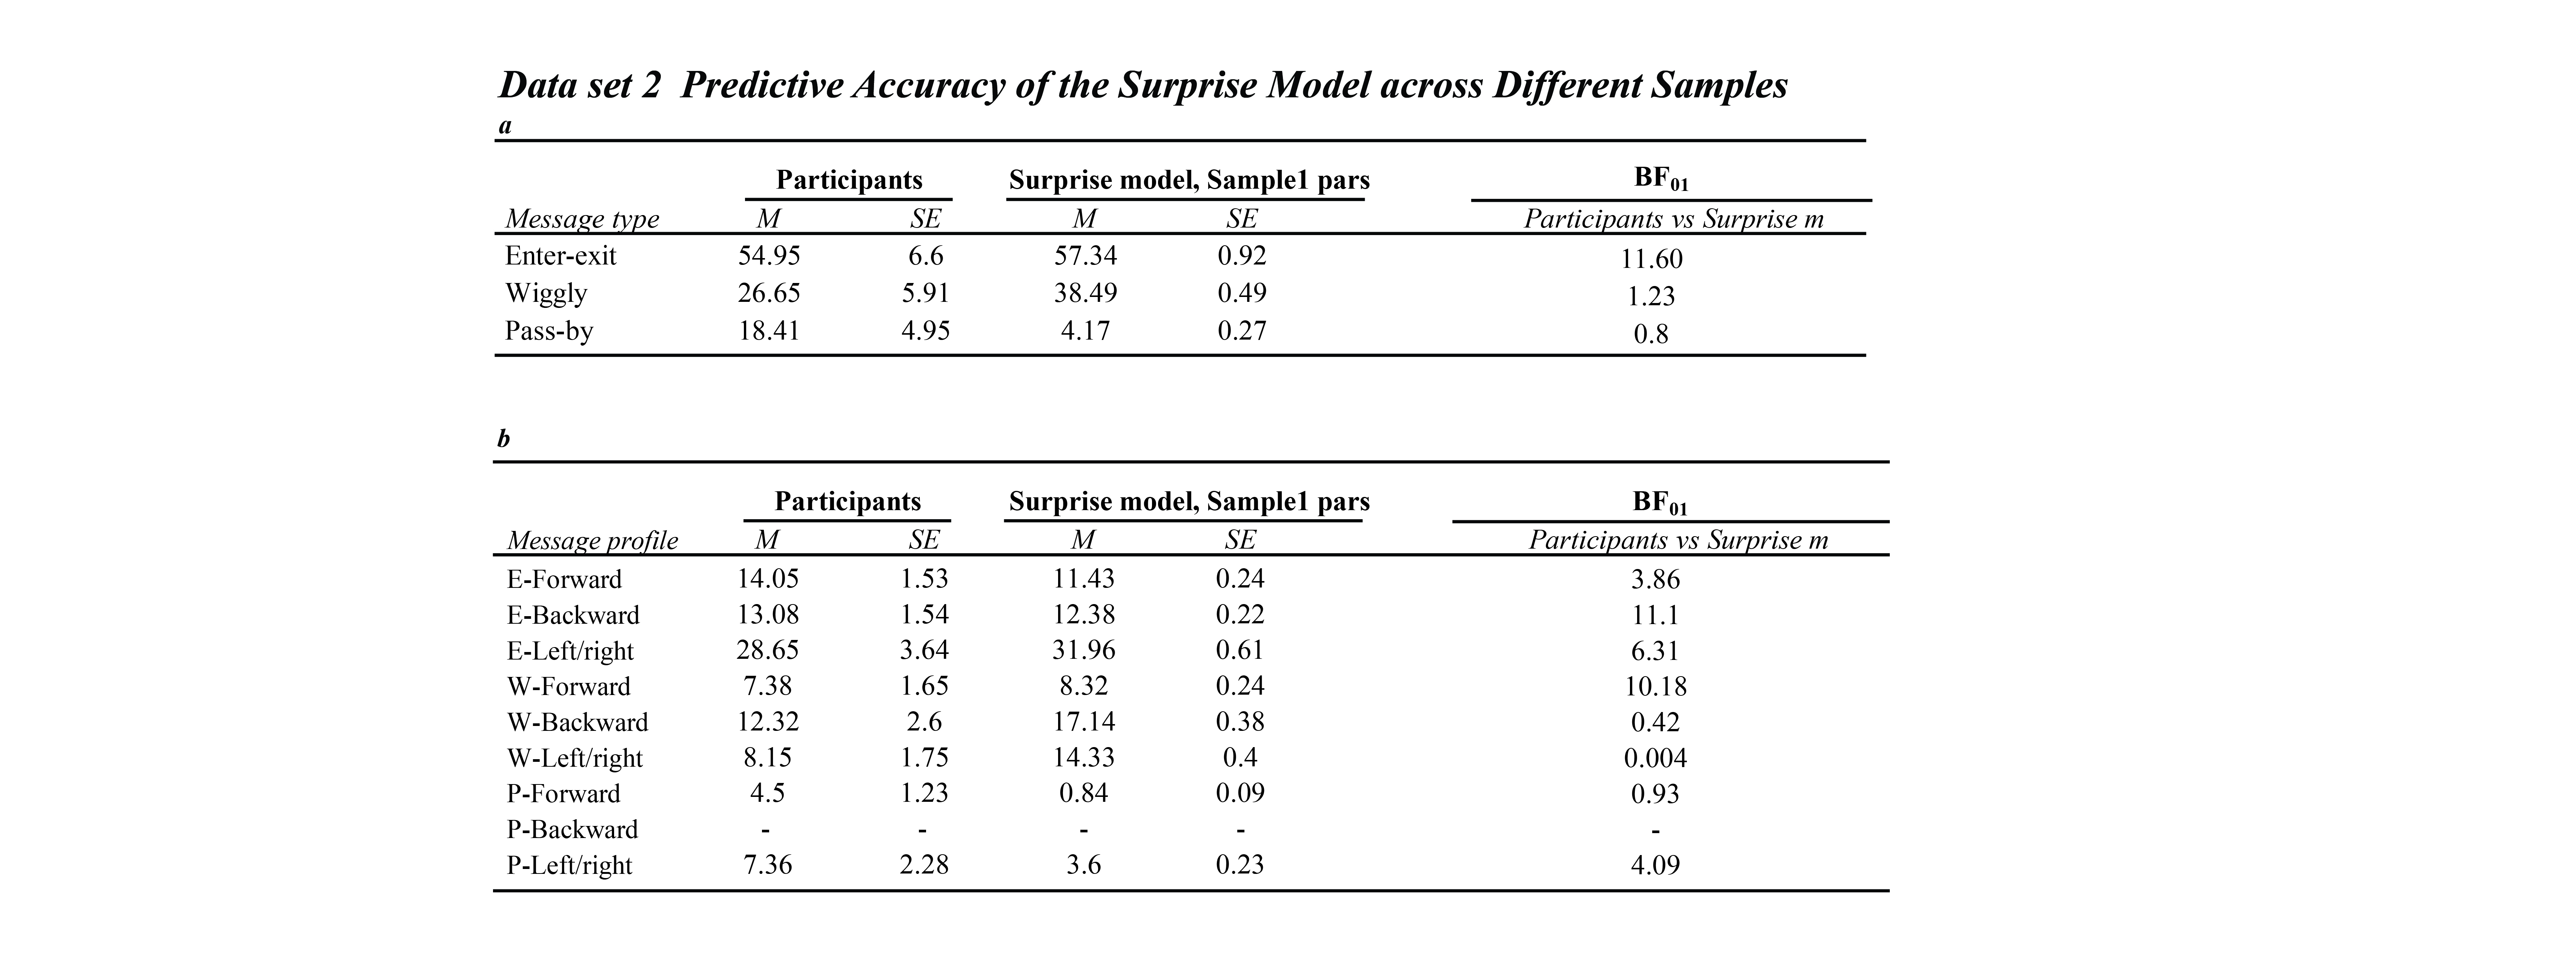 Data set 2 Predictive Accuracy of the Surprise Model across Different Samples
a
Participants Surprise model, Sample1 pars BF01
Message type M SE M SE Participants vs Surprise m
Enter-exit 54.95 6.6 57.34 0.92 11.60
Wiggly 26.65 5.91 38.49 0.49 1.23
Pass-by 18.41 4.95 4.17 0.27 0.8
b
Participants Surprise model, Sample1 pars BF01
Message profile M SE M SE Participants vs Surprise m
E-Forward 14.05 1.53 11.43 0.24 3.86
E-Backward 13.08 1.54 12.38 0.22 11.1
E-Left/right 28.65 3.64 31.96 0.61 6.31
W-Forward 7.38 1.65 8.32 0.24 10.18
W-Backward 12.32 2.6 17.14 0.38 0.42
W-Left/right 8.15 1.75 14.33 0.4 0.004
P-Forward 4.5 1.23 0.84 0.09 0.93
P-Backward - - - - -
P-Left/right 7.36 2.28 3.6 0.23 4.09